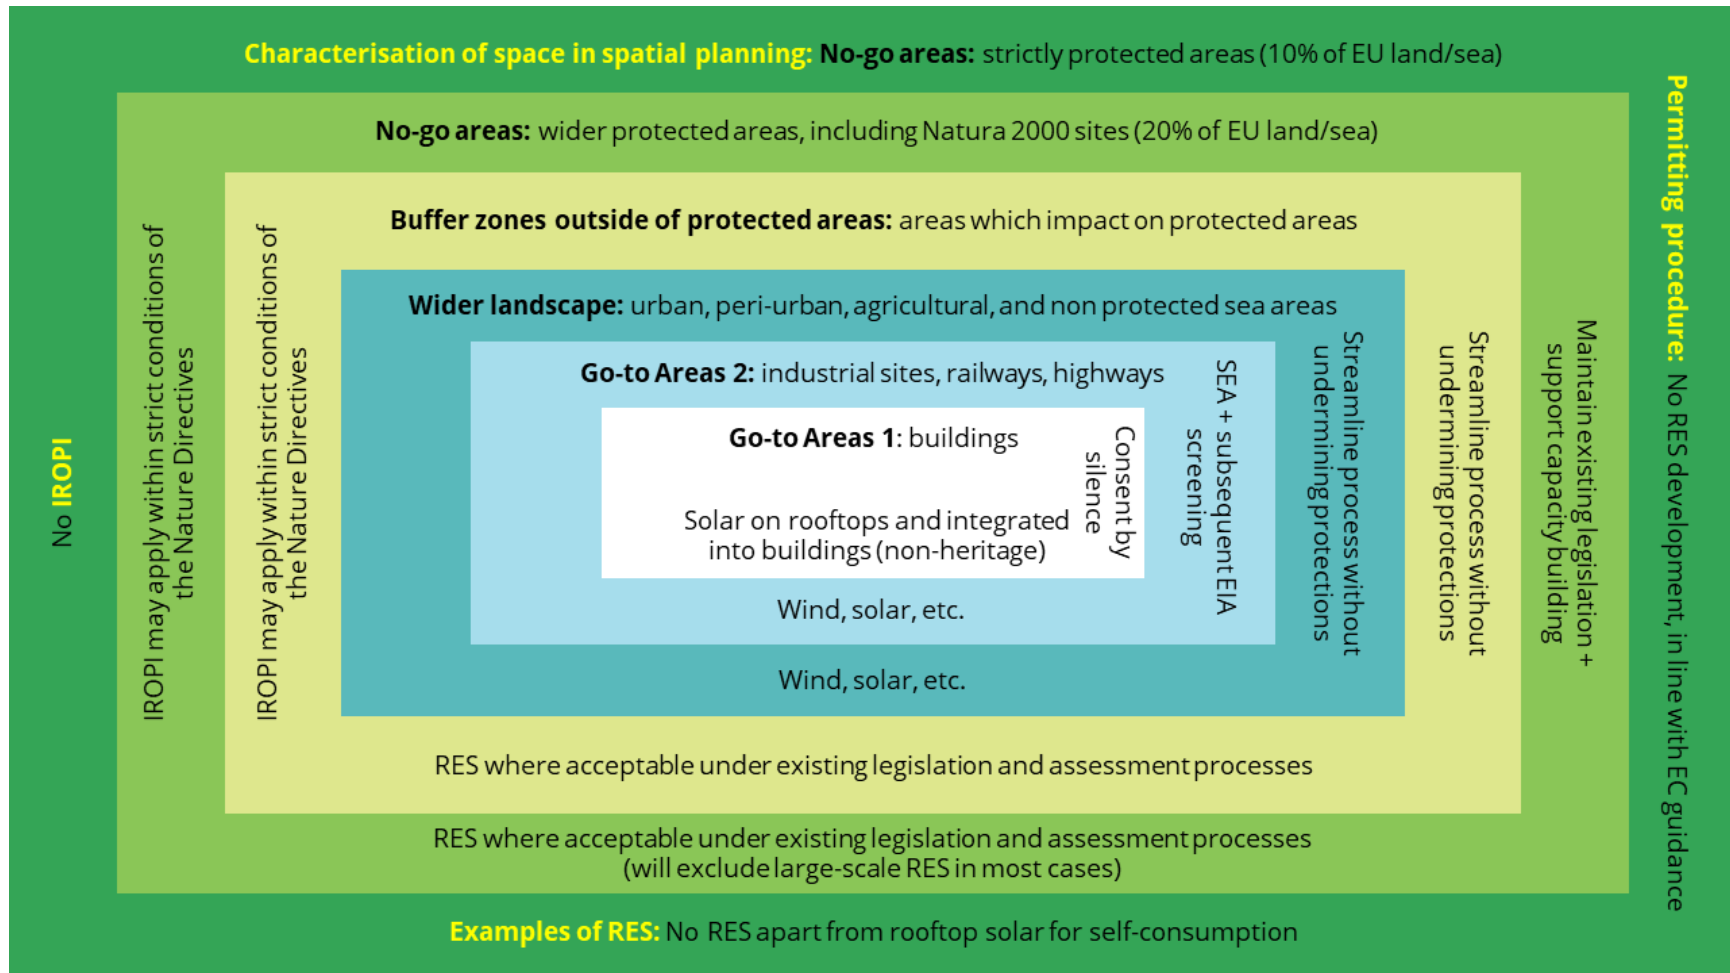 Characterisation of space in spatial planning: No-go areas: strictly protected areas (10% of EU land/sea)
No-go areas: wider protected areas, including Natura 2000 sites (20% of EU land/sea)
Buffer zones outside of protected areas: areas which impact on protected areas
Wider landscape: urban, peri-urban, agricultural, and non protected sea areas
Go-to Areas 2: industrial sites, railways, highways
Go-to Areas 1: buildings
Solar on rooftops and integrated
into buildings (non-heritage)
Wind, solar, etc.
Wind, solar, etc.
RES where acceptable under existing legislation and assessment processes
RES where acceptable under existing legislation and assessment processes
(will exclude large-scale RES in most cases)
Examples of RES: No RES apart from rooftop solar for self-consumption
No IROPI
IROPI may apply within strict conditions of
the Nature Directives
IROPI may apply within strict conditions of
the Nature Directives
Consent by
silence
SEA + subsequent EIA
screening
Streamline process without
undermining protections
Streamline process without
undermining protections
Maintain existing legislation +
support capacity building
Permitting procedure: No RES development, in line with EC guidance